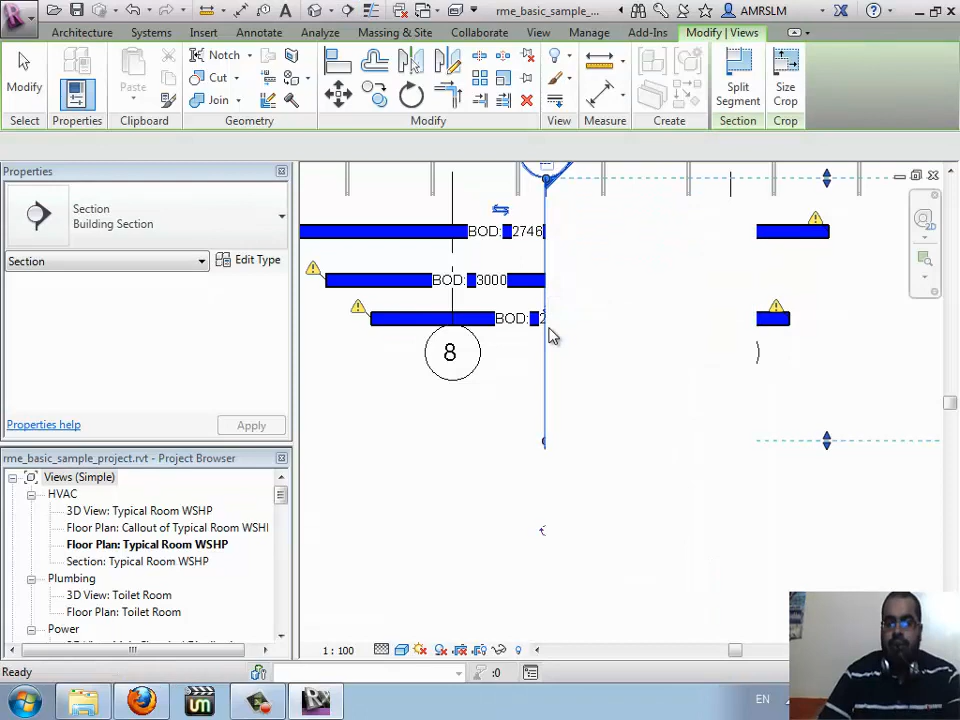 rme_basic_sample_...
AMRSLM
Architecture Systems Insert Annotate Analyze Massing & Site Collaborate View Manage Add-Ins Modify | Views
Modify
Paste
Notch
Cut
Join
Split Segment
Size Crop
Select Properties Clipboard Geometry Modify View Measure Create Section Crop
Properties
Section
Building Section
Section
Edit Type
Properties help
Apply
rme_basic_sample_project.rvt - Project Browser
Views (Simple)
HVAC
3D View: Typical Room WSHP
Floor Plan: Callout of Typical Room WSHI
Floor Plan: Typical Room WSHP
Section: Typical Room WSHP
Plumbing
3D View: Toilet Room
Floor Plan: Toilet Room
Power
BOD: 2746
BOD: 3000
BOD: 2
8
2D
1 : 100
Ready
:0
EN
UM